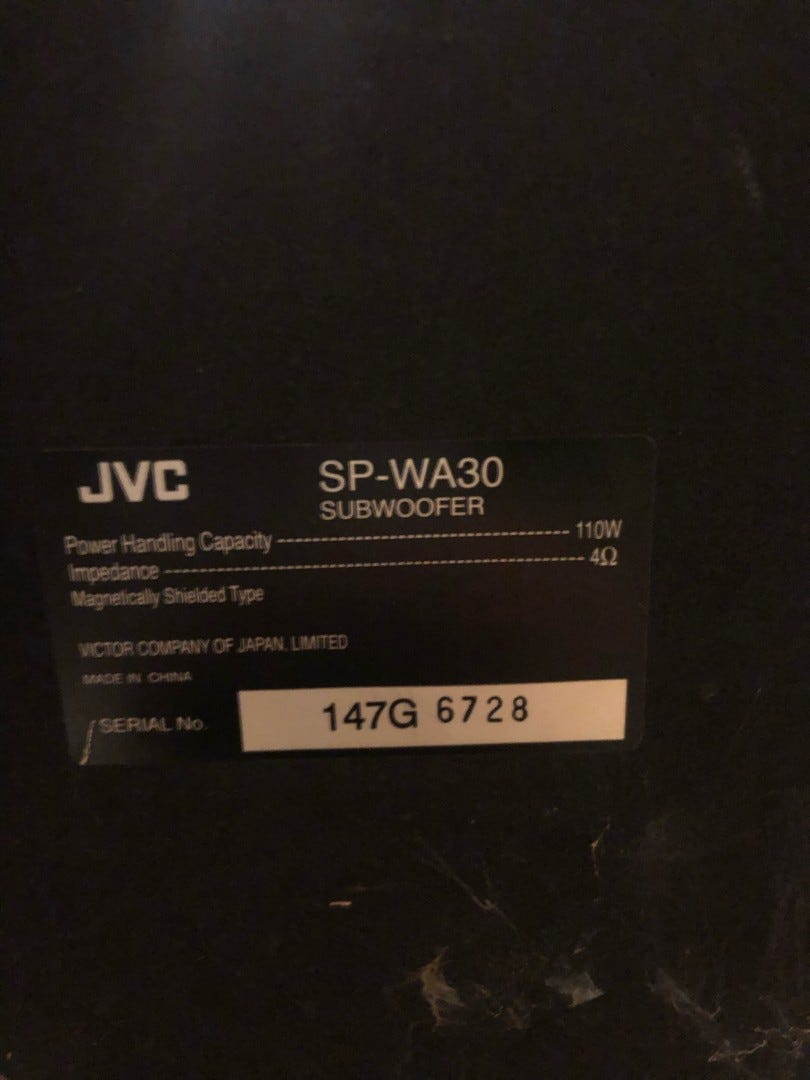 JVC
SP-WA30
SUBWOOFER
Power Handling Capacity ------------------------------------ 110W
Impedance ---------------------------------------------------- 4Ω
Magnetically Shielded Type
VICTOR COMPANY OF JAPAN, LIMITED
MADE IN CHINA
SERIAL No. 147G 6728